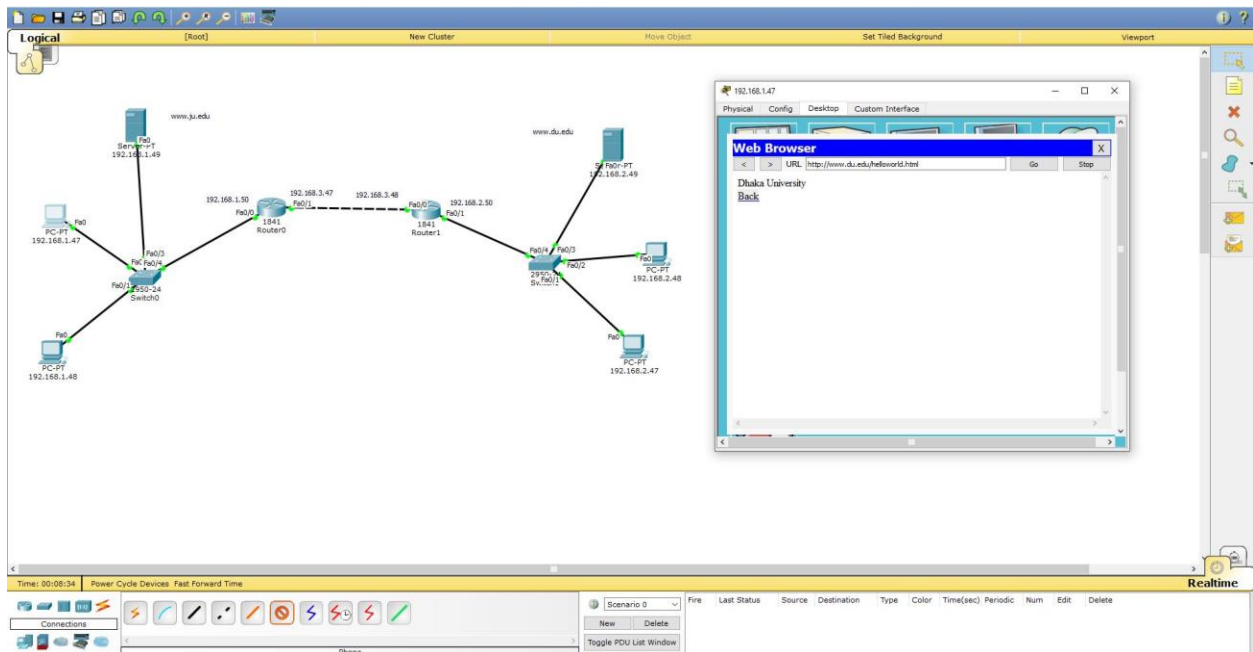 Logical
[Root]
New Cluster
Move Object
Set Tiled Background
Viewport
www.ju.edu
Fa0
Server-PT
192.168.1.49
Fa0
PC-PT
192.168.1.47
Fa0/3
Fa0/4
Fa0/1
2950-24
Switch0
Fa0
PC-PT
192.168.1.48
192.168.1.50
Fa0/0
192.168.3.47
Fa0/1
1841
Router0
192.168.3.48
Fa0/0
192.168.2.50
Fa0/1
1841
Router1
www.du.edu
192.168.2.49
Fa0/4
Fa0/3
Fa0/2
Fa0/1
Fa0
PC-PT
192.168.2.48
Fa0
PC-PT
192.168.2.47
192.168.1.47
Physical Config Desktop Custom Interface
Web Browser X
< > URL http://www.du.edu/helloworld.html Go Stop
Dhaka University
Back
Time: 00:08:34 Power Cycle Devices Fast Forward Time
Realtime
Connections
Scenario 0
New Delete
Toggle PDU List Window
Fire Last Status Source Destination Type Color Time(sec) Periodic Num Edit Delete